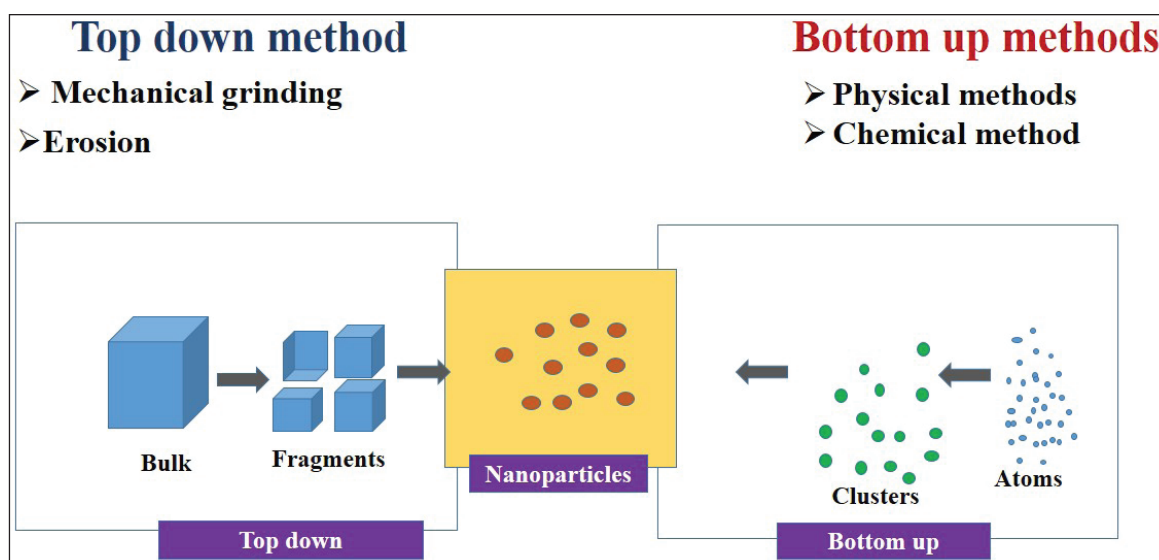 Top down method
➢ Mechanical grinding
➢Erosion
Bottom up methods
➢ Physical methods
➢ Chemical method
Bulk
Fragments
Nanoparticles
Clusters
Atoms
Top down
Bottom up